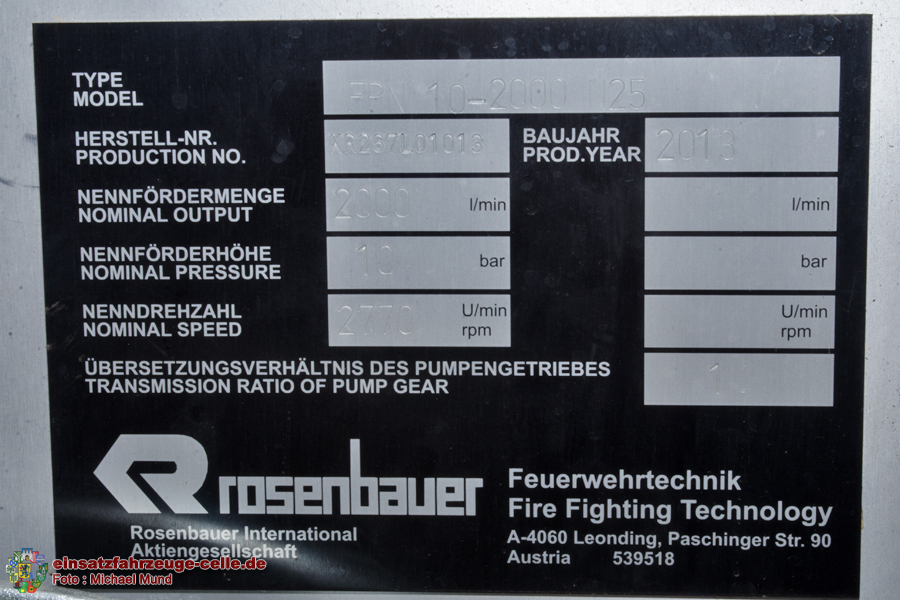 TYPE
MODEL
FPN 10-2000 N25
HERSTELL-NR.
PRODUCTION NO.
BAUJAHR
PROD.YEAR
2013
NENNFÖRDERMENGE
NOMINAL OUTPUT
2000 l/min
l/min
NENNFÖRDERHÖHE
NOMINAL PRESSURE
10 bar
bar
NENNDREHZAHL
NOMINAL SPEED
2770 U/min
rpm
U/min
rpm
ÜBERSETZUNGSVERHÄLTNIS DES PUMPENGETRIEBES
TRANSMISSION RATIO OF PUMP GEAR
rosenbauer
Rosenbauer International
Aktiengesellschaft
Feuerwehrtechnik
Fire Fighting Technology
A-4060 Leonding, Paschinger Str. 90
Austria 539518
einsatzfahrzeuge-celle.de
Foto : Michael Mund